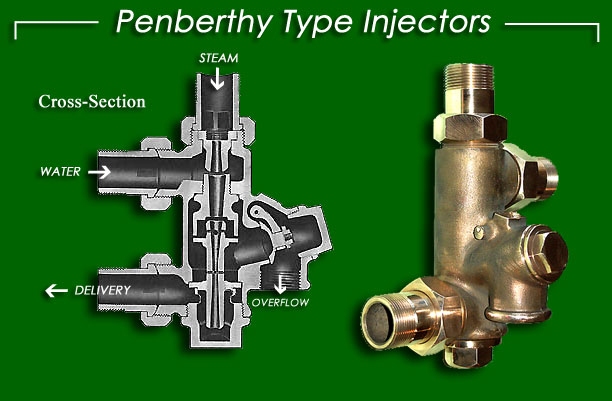 Penberthy Type Injectors
STEAM
Cross-Section
WATER
DELIVERY
OVERFLOW